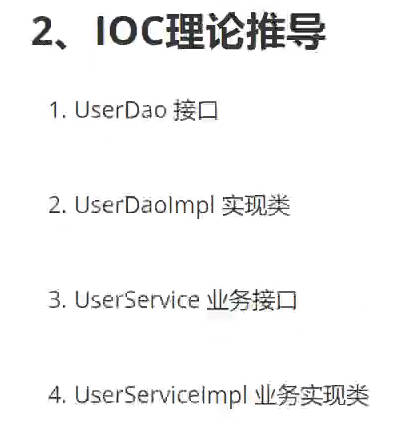 2、IOC理论推导
1. UserDao 接口
2. UserDaoImpl 实现类
3. UserService 业务接口
4. UserServiceImpl 业务实现类